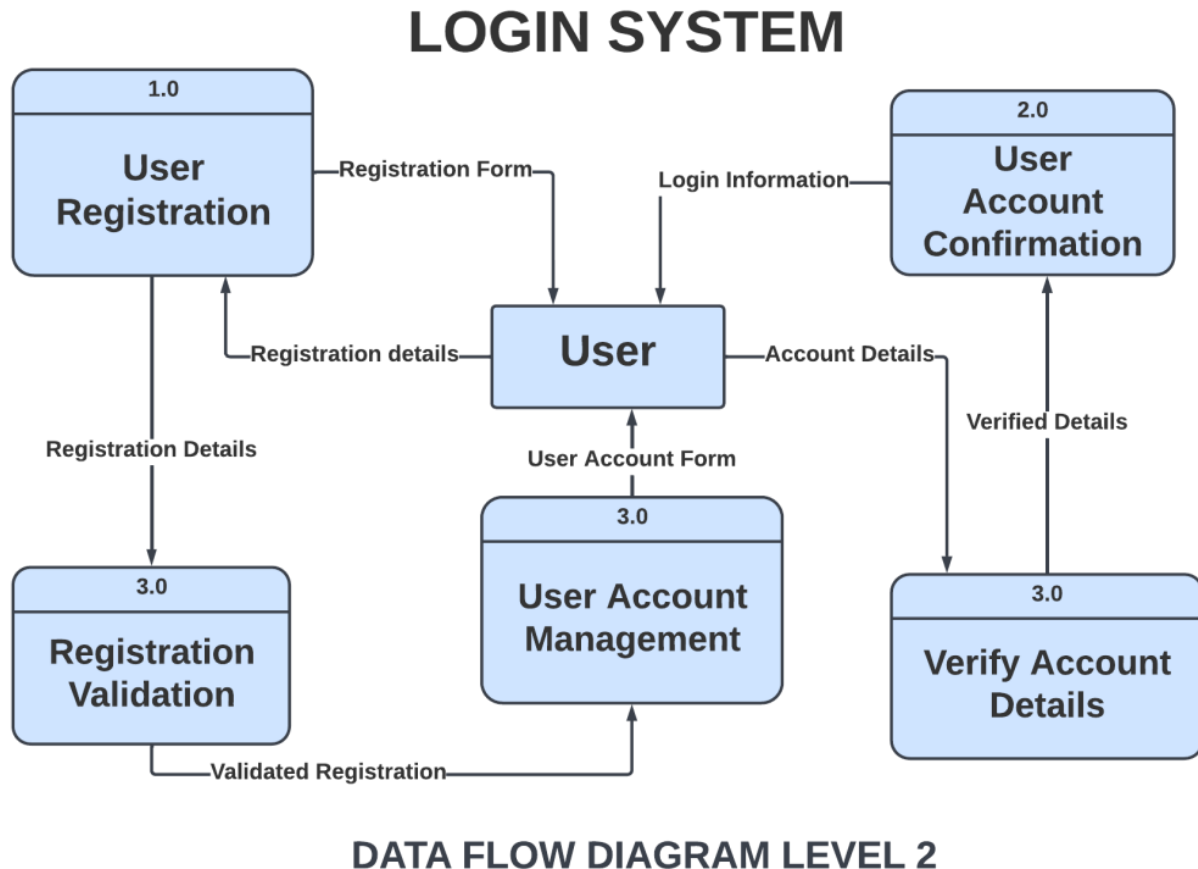 LOGIN SYSTEM
1.0
User
Registration
Registration Form
Login Information
2.0
User
Account
Confirmation
Registration details
User
Account Details
Registration Details
User Account Form
Verified Details
3.0
Registration
Validation
3.0
User Account
Management
3.0
Verify Account
Details
Validated Registration
DATA FLOW DIAGRAM LEVEL 2